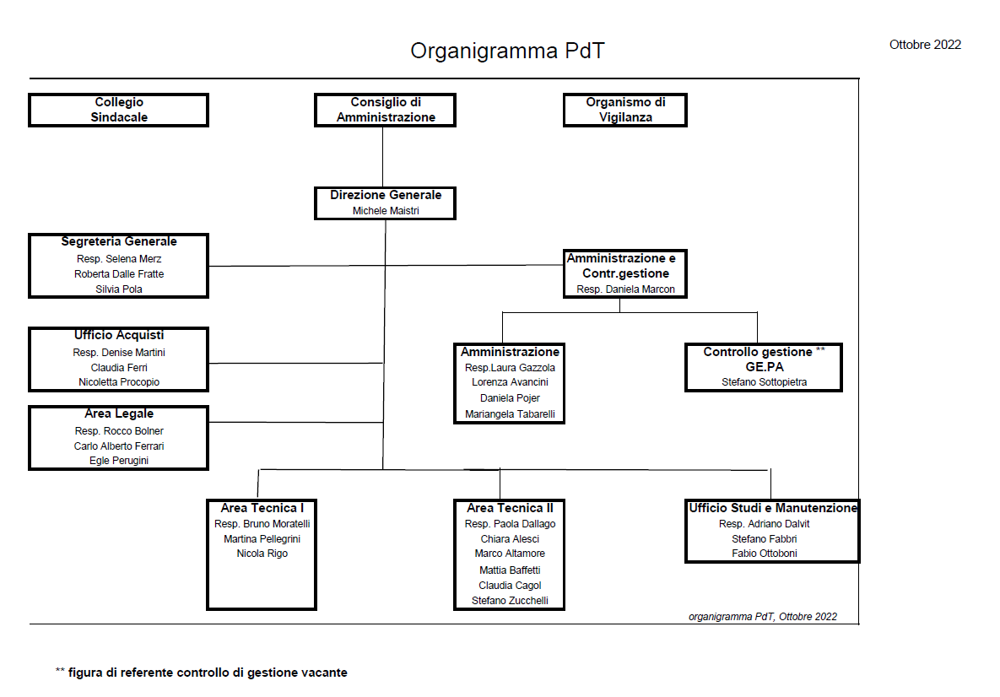 Organigramma PdT
Ottobre 2022
Collegio
Sindacale
Consiglio di
Amministrazione
Organismo di
Vigilanza
Direzione Generale
Michele Maistri
Segreteria Generale
Resp. Selena Merz
Roberta Dalle Fratte
Silvia Pola
Amministrazione e
Contr.gestione
Resp. Daniela Marcon
Ufficio Acquisti
Resp. Denise Martini
Claudia Ferri
Nicoletta Procopio
Amministrazione
Resp.Laura Gazzola
Lorenza Avancini
Daniela Pojer
Mariangela Tabarelli
Controllo gestione **
GE.PA
Stefano Sottopietra
Area Legale
Resp. Rocco Bolner
Carlo Alberto Ferrari
Egle Perugini
Area Tecnica I
Resp. Bruno Moratelli
Martina Pellegrini
Nicola Rigo
Area Tecnica II
Resp. Paola Dallago
Chiara Alesci
Marco Altamore
Mattia Baffetti
Claudia Cagol
Stefano Zucchelli
Ufficio Studi e Manutenzione
Resp. Adriano Dalvit
Stefano Fabbri
Fabio Ottoboni
organigramma PdT, Ottobre 2022
** figura di referente controllo di gestione vacante